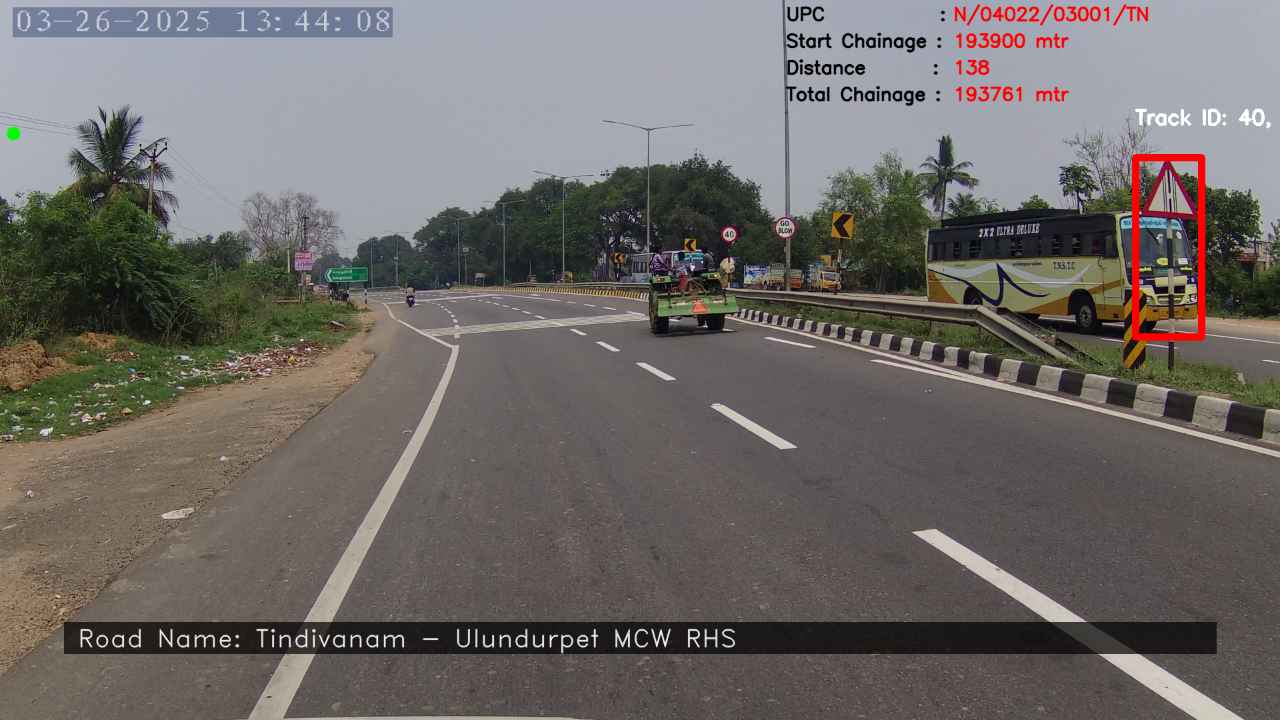 03-26-2025 13:44:08
UPC : N/04022/03001/TN
Start Chainage : 193900 mtr
Distance : 138
Total Chainage : 193761 mtr
Track ID: 40,
40
GO SLOW
2X2 ULTRA DELUXE
Road Name: Tindivanam - Ulundurpet MCW RHS